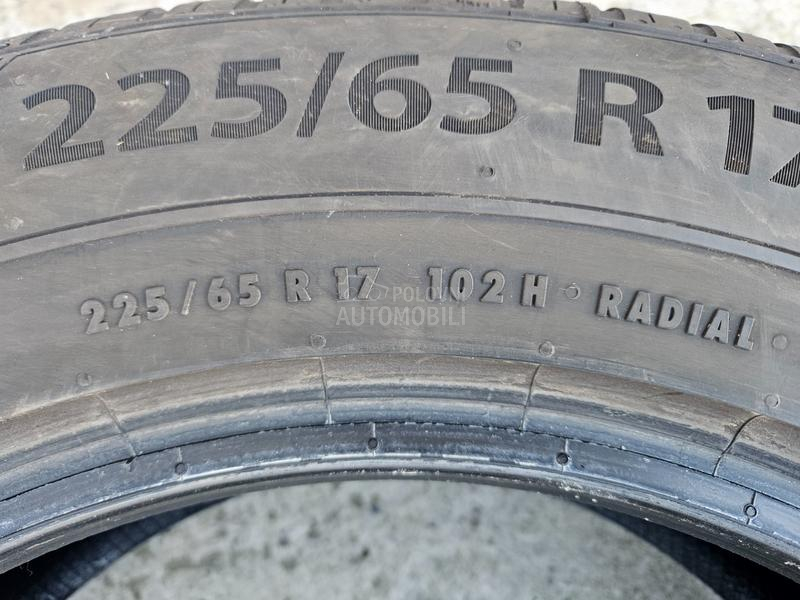 225/65 R 17
225/65 R 17 102 H RADIAL
POLOVNI
AUTOMOBILI